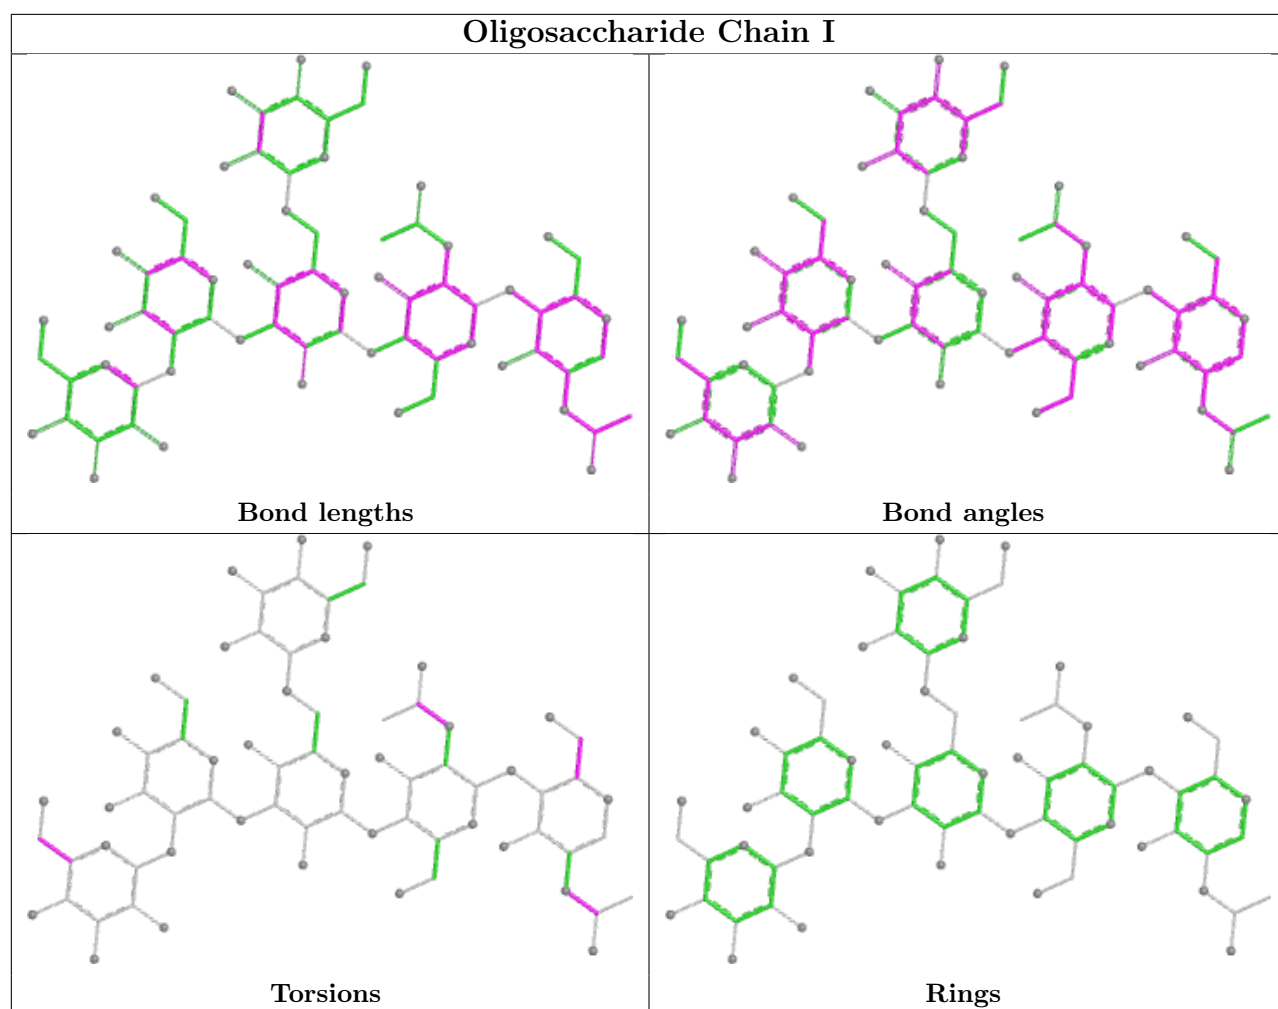 Oligosaccharide Chain I
Bond lengths
Bond angles
Torsions
Rings